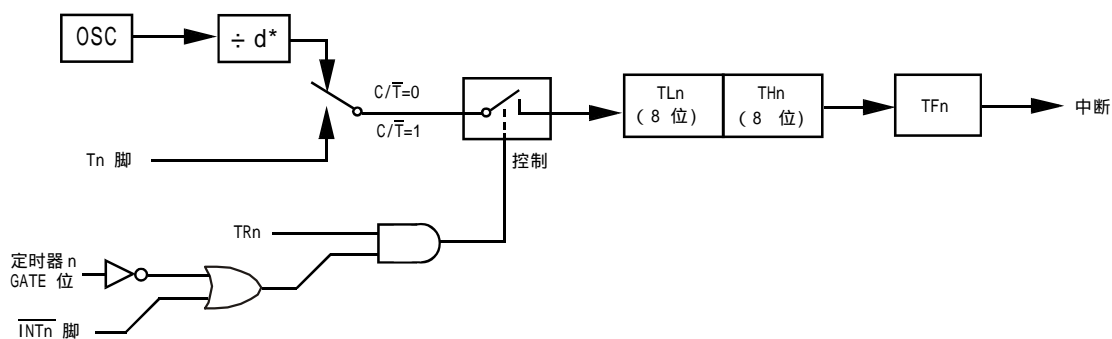 OSC
÷ d*
C/T̅=0
C/T̅=1
Tn 脚
控制
TLn
(8 位)
THn
(8 位)
TFn
中断
TRn
定时器 n
GATE 位
I̅N̅T̅n̅ 脚